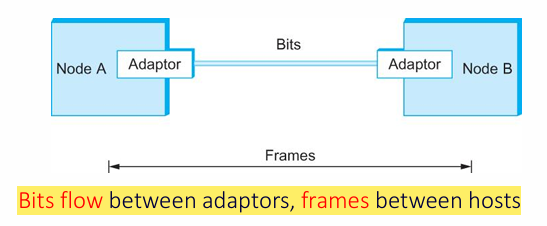 Bits
Node A
Adaptor
Adaptor
Node B
Frames
Bits flow between adaptors, frames between hosts